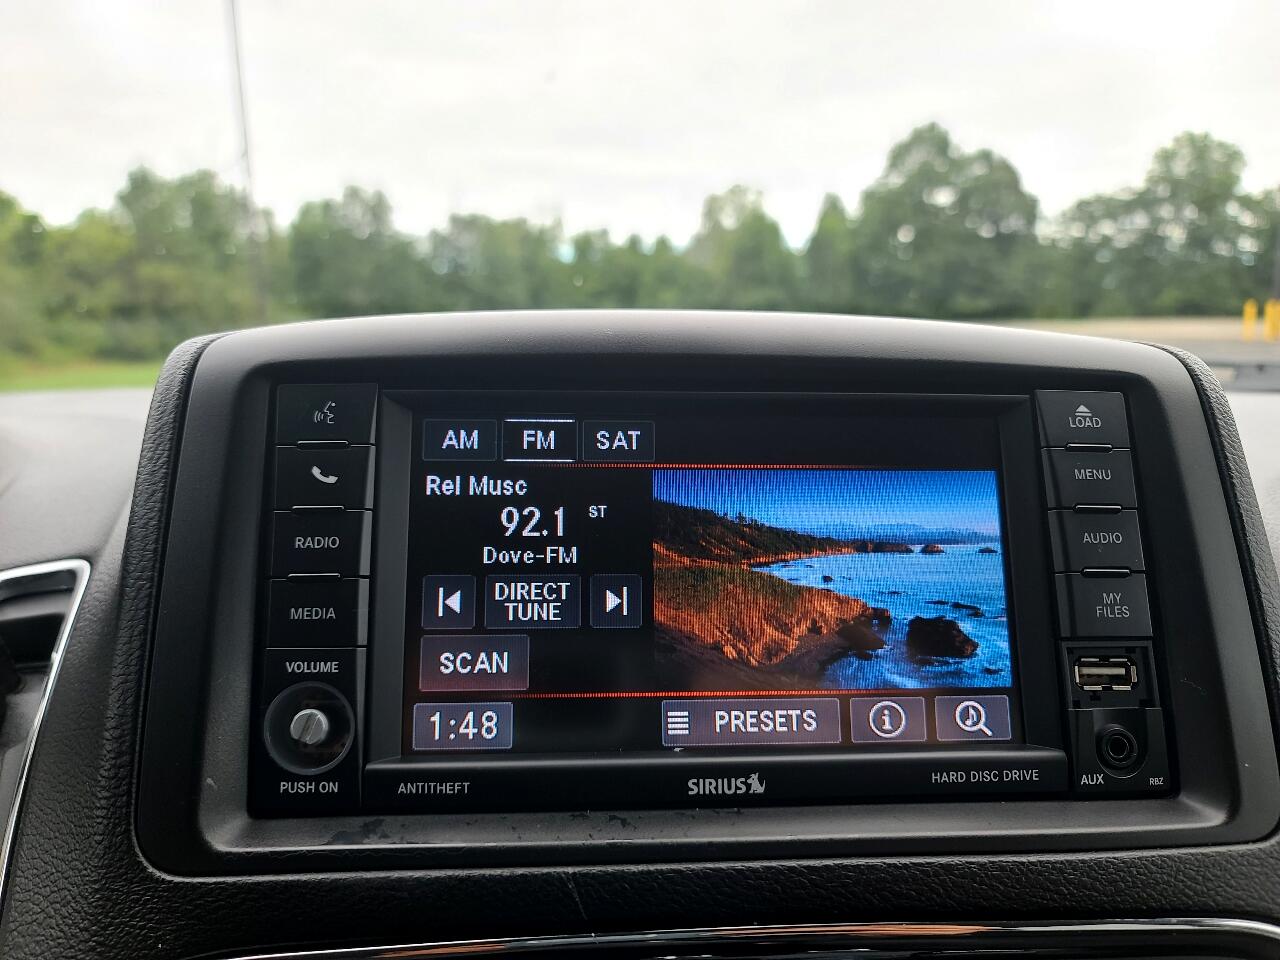 RADIO
MEDIA
VOLUME
PUSH ON
AM FM SAT
Rel Musc
92.1 ST
Dove-FM
DIRECT
TUNE
SCAN
1:48
PRESETS
i
ANTITHEFT
SIRIUS
HARD DISC DRIVE
LOAD
MENU
AUDIO
MY
FILES
AUX
RBZ